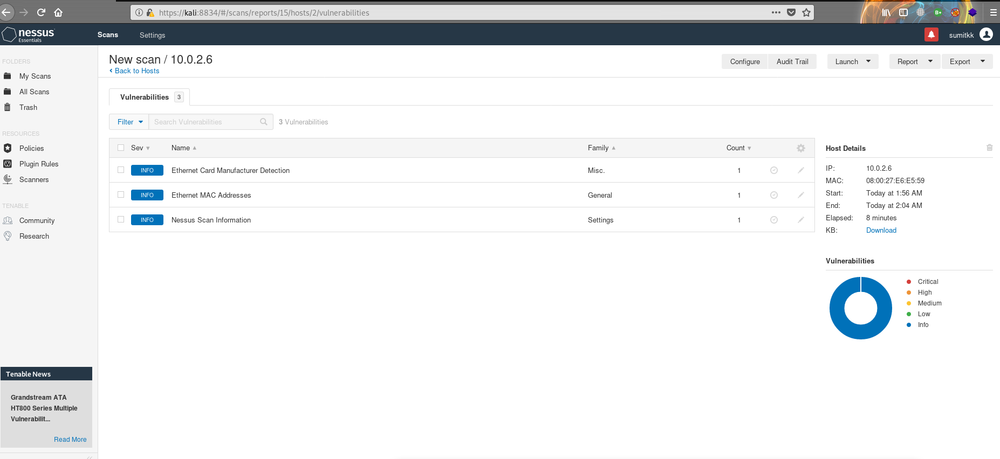 https://kali:8834/#/scans/reports/15/hosts/2/vulnerabilities
B+
nessus
Essentials
Scans
Settings
sumitkk
FOLDERS
My Scans
All Scans
Trash
RESOURCES
Policies
Plugin Rules
Scanners
TENABLE
Community
Research
Tenable News
Grandstream ATA
HT800 Series Multiple
Vulnerabilit...
Read More
New scan / 10.0.2.6
Back to Hosts
Configure
Audit Trail
Launch
Report
Export
Vulnerabilities 3
Filter
Search Vulnerabilities
3 Vulnerabilities
Sev Name Family Count
INFO Ethernet Card Manufacturer Detection Misc. 1
INFO Ethernet MAC Addresses General 1
INFO Nessus Scan Information Settings 1
Host Details
IP: 10.0.2.6
MAC: 08:00:27:E6:E5:59
Start: Today at 1:56 AM
End: Today at 2:04 AM
Elapsed: 8 minutes
KB: Download
Vulnerabilities
Critical
High
Medium
Low
Info